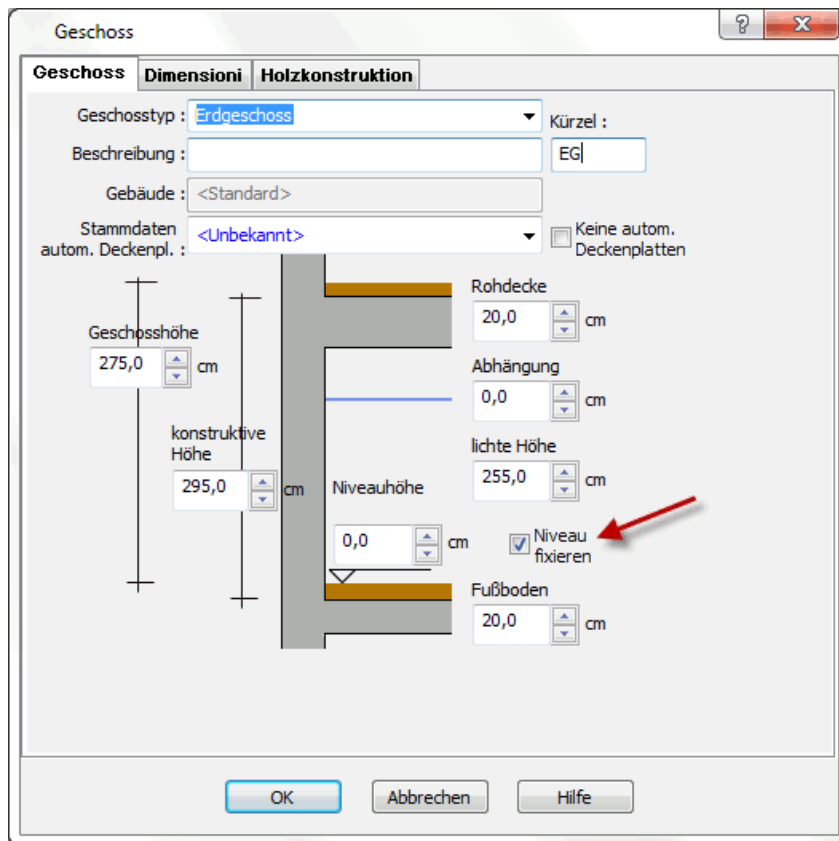 Geschoss
Geschoss Dimensioni Holzkonstruktion
Geschosstyp : Erdgeschoss
Kürzel :
Beschreibung : EG
Gebäude : <Standard>
Stammdaten
autom. Deckenpl. : <Unbekannt>
Keine autom.
Deckenplatten
Rohdecke
20,0 cm
Geschosshöhe
275,0 cm
Abhängung
0,0 cm
konstruktive
Höhe
295,0 cm
lichte Höhe
255,0 cm
Niveauhöhe
0,0 cm
Niveau
fixieren
Fußboden
20,0 cm
OK Abbrechen Hilfe